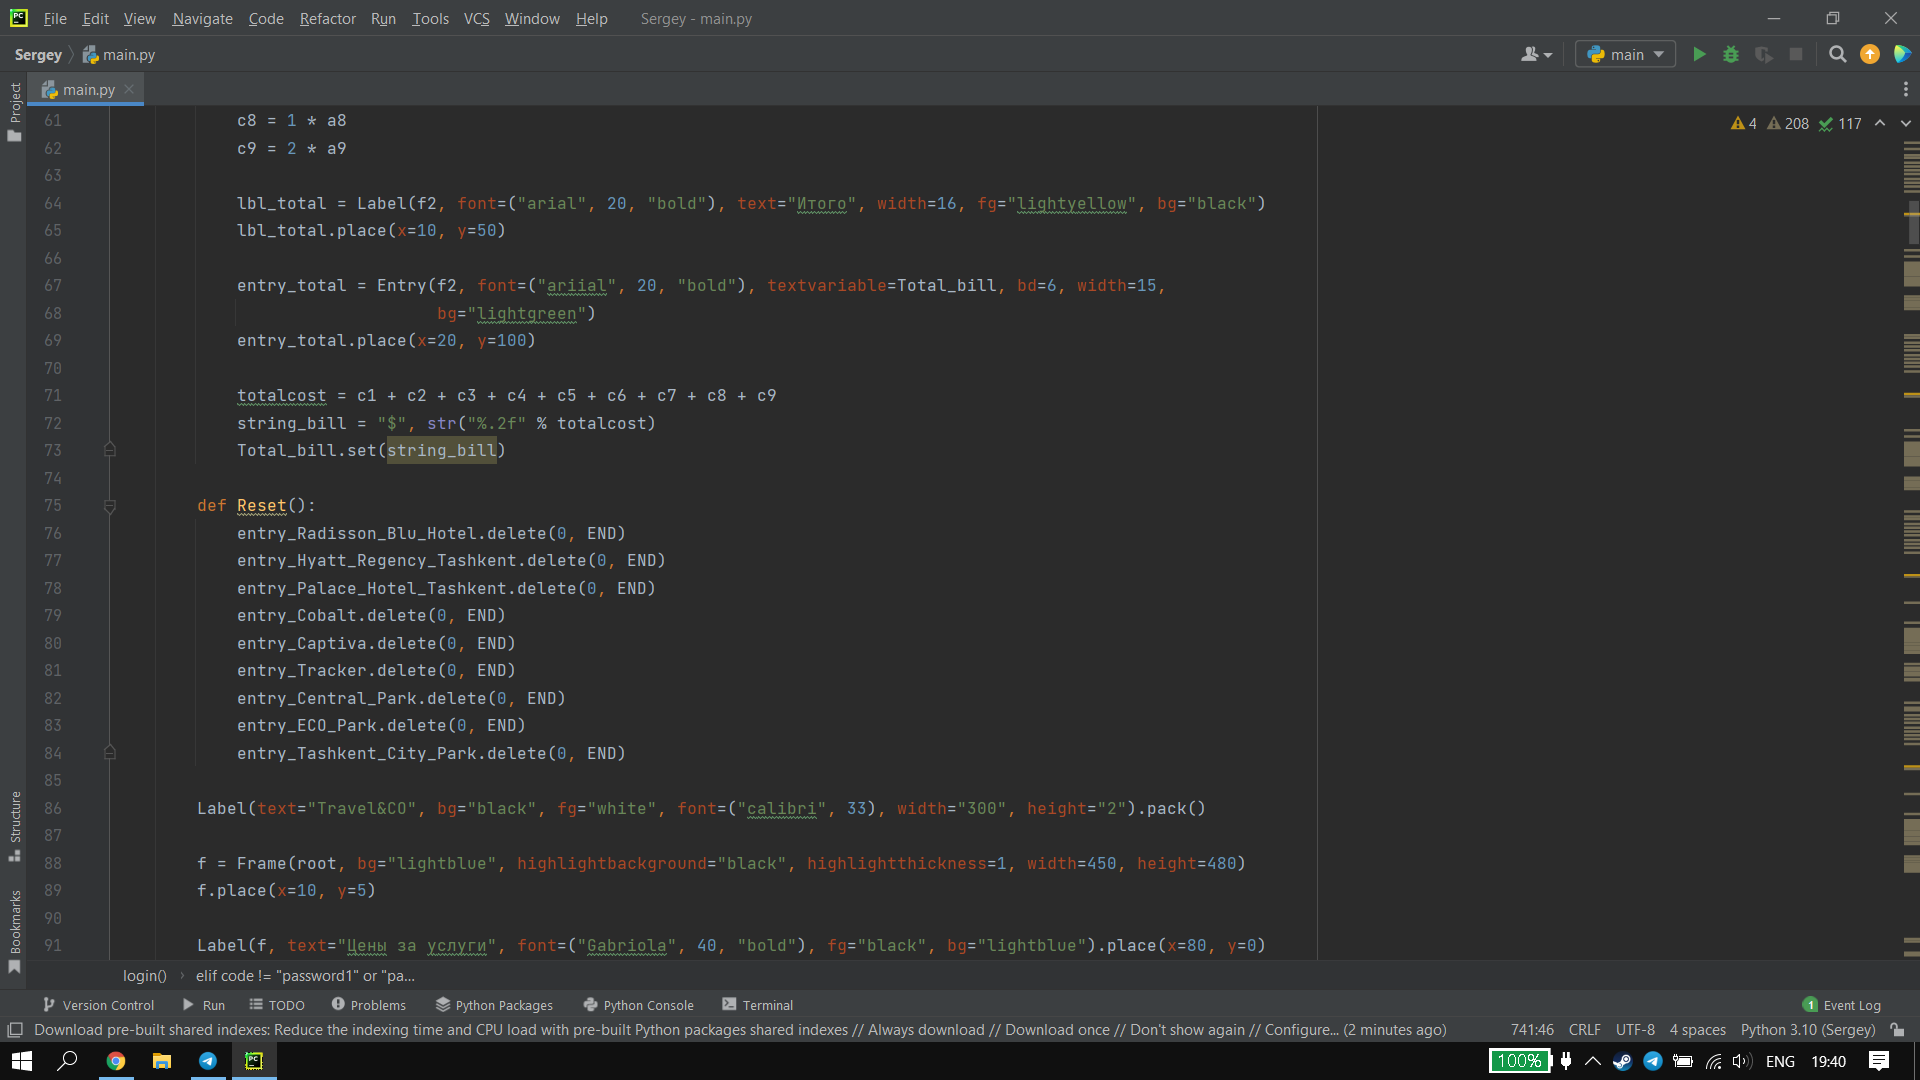 File Edit View Navigate Code Refactor Run Tools VCS Window Help Sergey - main.py
Sergey main.py main
main.py
4 208 117
Project
61 c8 = 1 * a8
62 c9 = 2 * a9
63
64 lbl_total = Label(f2, font=("arial", 20, "bold"), text="Итого", width=16, fg="lightyellow", bg="black")
65 lbl_total.place(x=10, y=50)
66
67 entry_total = Entry(f2, font=("ariial", 20, "bold"), textvariable=Total_bill, bd=6, width=15,
68 bg="lightgreen")
69 entry_total.place(x=20, y=100)
70
71 totalcost = c1 + c2 + c3 + c4 + c5 + c6 + c7 + c8 + c9
72 string_bill = "$", str("%.2f" % totalcost)
73 Total_bill.set(string_bill)
74
75 def Reset():
76 entry_Radisson_Blu_Hotel.delete(0, END)
77 entry_Hyatt_Regency_Tashkent.delete(0, END)
78 entry_Palace_Hotel_Tashkent.delete(0, END)
79 entry_Cobalt.delete(0, END)
80 entry_Captiva.delete(0, END)
81 entry_Tracker.delete(0, END)
82 entry_Central_Park.delete(0, END)
83 entry_ECO_Park.delete(0, END)
84 entry_Tashkent_City_Park.delete(0, END)
85
86 Label(text="Travel&CO", bg="black", fg="white", font=("calibri", 33), width="300", height="2").pack()
87
88 f = Frame(root, bg="lightblue", highlightbackground="black", highlightthickness=1, width=450, height=480)
89 f.place(x=10, y=5)
90
91 Label(f, text="Цены за услуги", font=("Gabriola", 40, "bold"), fg="black", bg="lightblue").place(x=80, y=0)
Structure
Bookmarks
login() elif code != "password1" or "pa...
Version Control Run TODO Problems Python Packages Python Console Terminal 1 Event Log
Download pre-built shared indexes: Reduce the indexing time and CPU load with pre-built Python packages shared indexes // Always download // Download once // Don't show again // Configure... (2 minutes ago) 741:46 CRLF UTF-8 4 spaces Python 3.10 (Sergey)
100% ENG 19:40